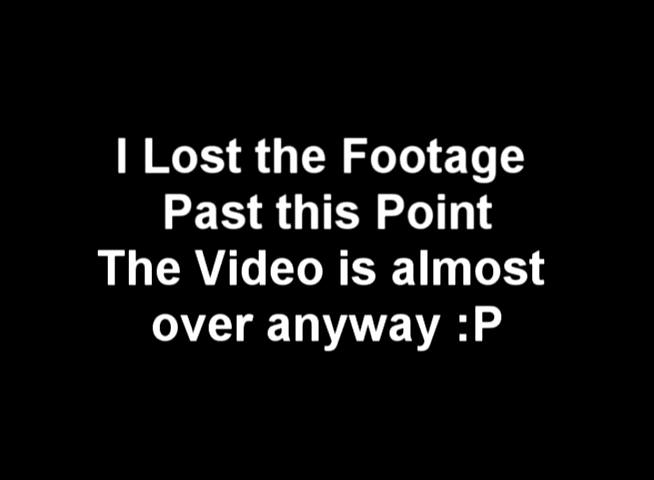 I Lost the Footage
Past this Point
The Video is almost
over anyway :P